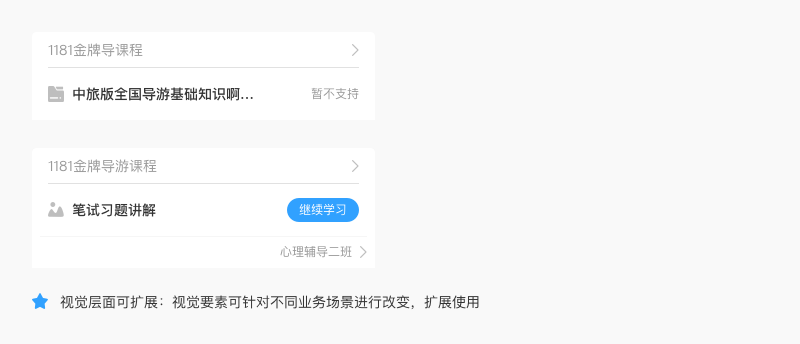 1181金牌导课程
中旅版全国导游基础知识啊... 暂不支持
1181金牌导游课程
笔试习题讲解 继续学习
心理辅导二班
视觉层面可扩展：视觉要素可针对不同业务场景进行改变，扩展使用